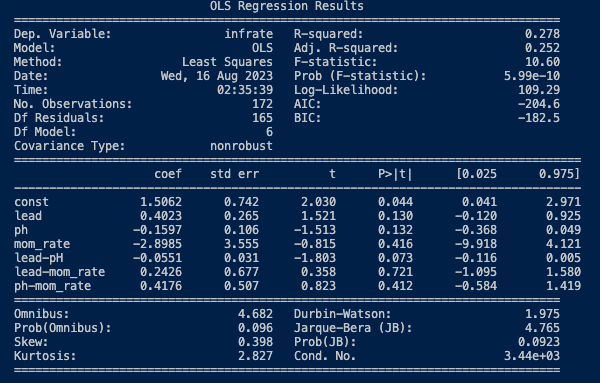 OLS Regression Results
Dep. Variable: infrate R-squared: 0.278
Model: OLS Adj. R-squared: 0.252
Method: Least Squares F-statistic: 10.60
Date: Wed, 16 Aug 2023 Prob (F-statistic): 5.99e-10
Time: 02:35:39 Log-Likelihood: 109.29
No. Observations: 172 AIC: -204.6
Df Residuals: 165 BIC: -182.5
Df Model: 6
Covariance Type: nonrobust
coef std err t P>|t| [0.025 0.975]
const 1.5062 0.742 2.030 0.044 0.041 2.971
lead 0.4023 0.265 1.521 0.130 -0.120 0.925
ph -0.1597 0.106 -1.513 0.132 -0.368 0.049
mom_rate -2.8985 3.555 -0.815 0.416 -9.918 4.121
lead-pH -0.0551 0.031 -1.803 0.073 -0.116 0.005
lead-mom_rate 0.2426 0.677 0.358 0.721 -1.095 1.580
ph-mom_rate 0.4176 0.507 0.823 0.412 -0.584 1.419
Omnibus: 4.682 Durbin-Watson: 1.975
Prob(Omnibus): 0.096 Jarque-Bera (JB): 4.765
Skew: 0.398 Prob(JB): 0.0923
Kurtosis: 2.827 Cond. No. 3.44e+03